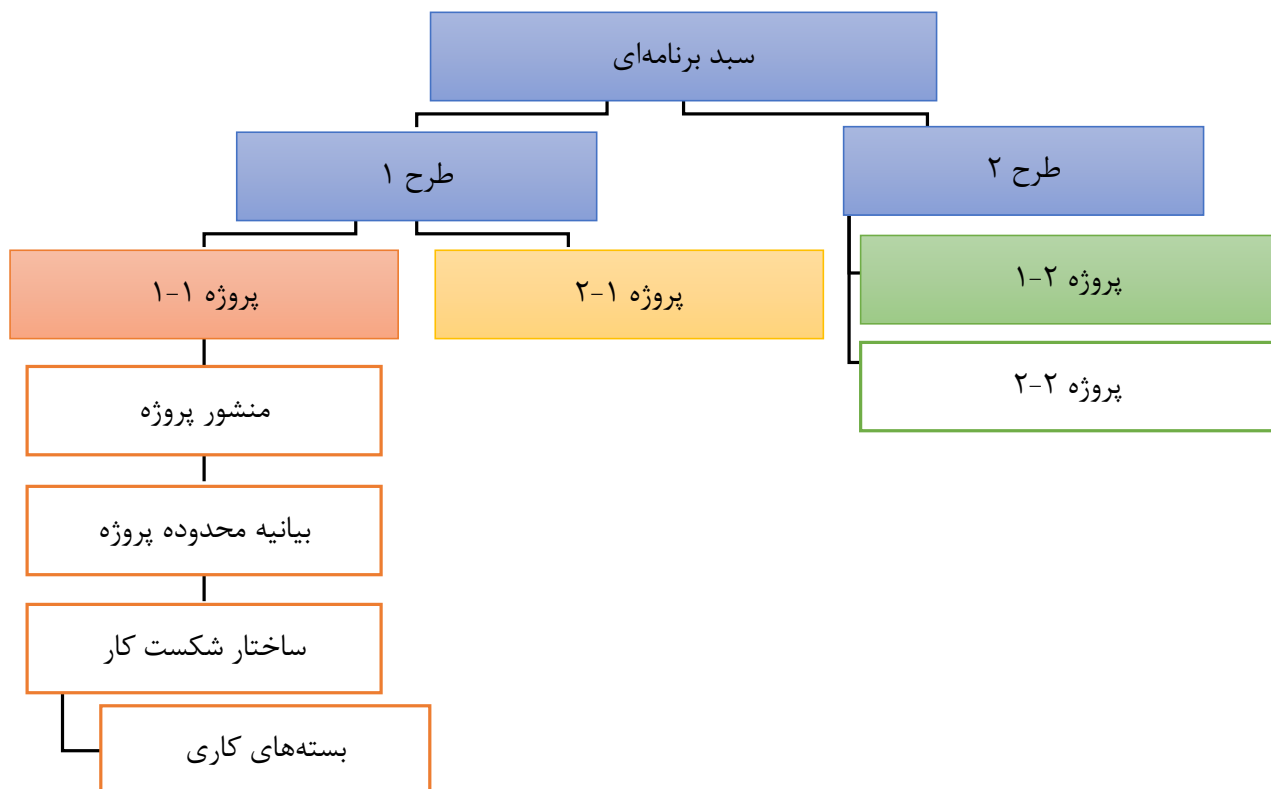 سبد برنامه‌ای
طرح ۱
طرح ۲
پروژه ۱-۱
پروژه ۱-۲
پروژه ۲-۱
پروژه ۲-۲
منشور پروژه
بیانیه محدوده پروژه
ساختار شکست کار
بسته‌های کاری